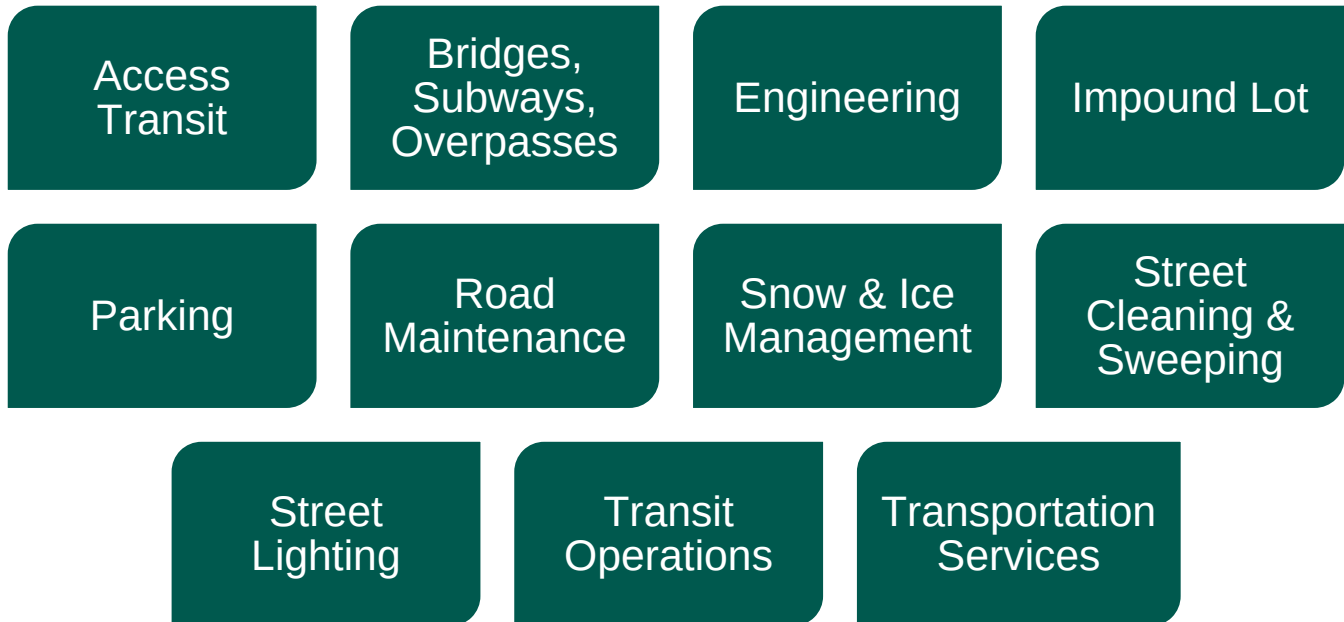 Access
Transit
Bridges,
Subways,
Overpasses
Engineering
Impound Lot
Parking
Road
Maintenance
Snow & Ice
Management
Street
Cleaning &
Sweeping
Street
Lighting
Transit
Operations
Transportation
Services